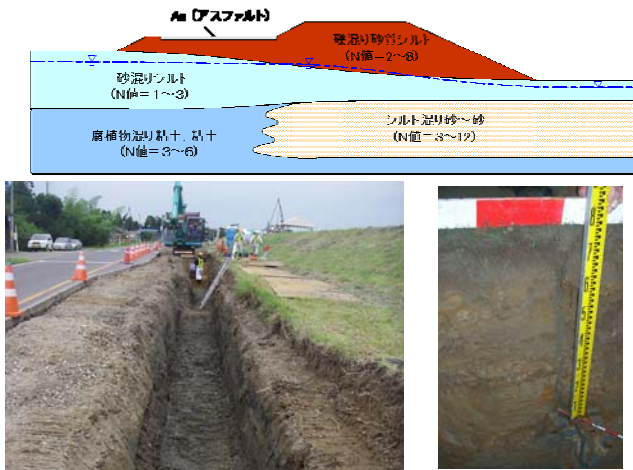 As (アスファルト)
礫混り砂質シルト
(N値=2～8)
砂混りシルト
(N値=1～3)
腐植物混り粘土、粘土
(N値=3～6)
シルト混り砂～砂
(N値=3～12)